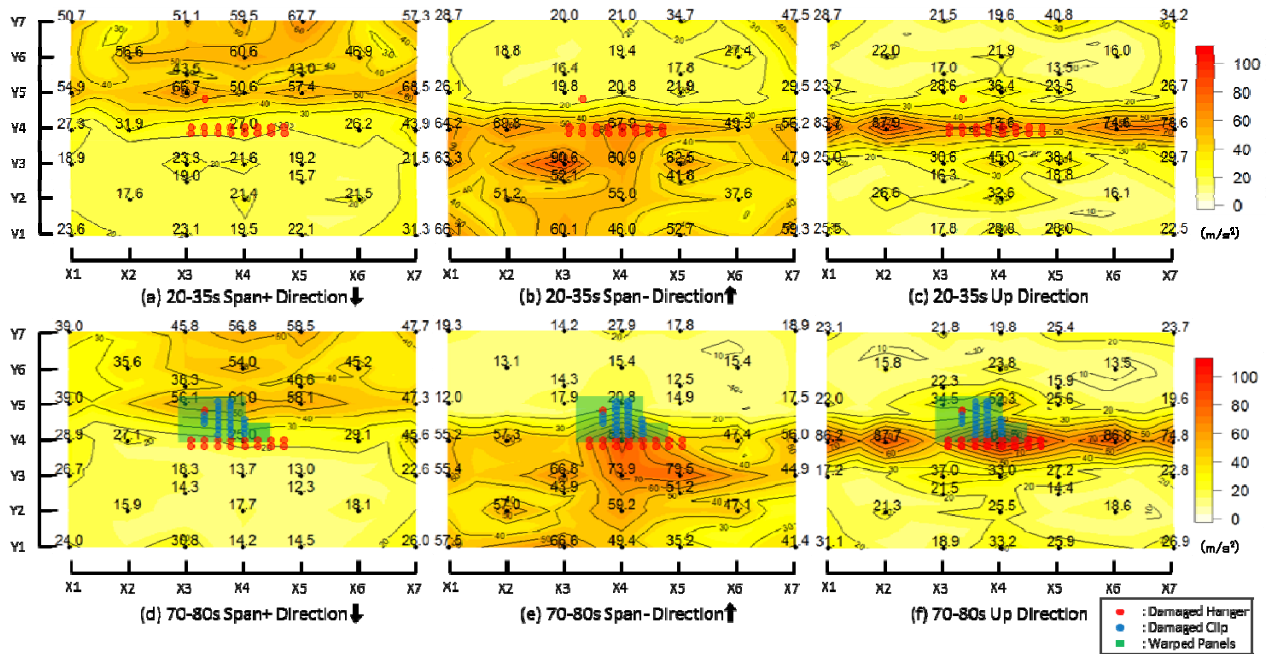 50.7 51.1 59.5 67.7 57.3 28.7 20.0 21.0 34.7 47.5 28.7 21.5 19.6 40.8 34.2
Y7
56.6 60.6 46.9 18.8 19.4 27.4 22.0 21.9 16.0
Y6
43.5 43.0 16.4 17.8 17.0 13.5
54.9 66.7 50.6 57.4 68.5 26.1 19.8 20.8 21.9 29.5 23.7 28.6 36.4 23.5 26.7
Y5
27.3 31.9 27.0 26.2 43.9 64.2 69.8 67.9 49.3 56.2 83.7 87.9 73.6 74.6 78.6
Y4
18.9 23.3 21.6 19.2 21.5 63.3 90.6 80.9 82.5 47.9 25.0 30.6 45.0 38.4 29.7
Y3
19.0 15.7 52.1 41.8 16.3 18.8
17.6 21.4 21.5 51.2 55.0 37.6 26.6 32.6 16.1
Y2
23.6 23.1 19.5 22.1 31.3 66.1 60.1 46.0 52.7 59.3 17.8 22.5
Y1
100
80
60
40
20
0
(m/s²)
X1 X2 X3 X4 X5 X6 X7 X1 X2 X3 X4 X5 X6 X7 X1 X2 X3 X4 X5 X6 X7
(a) 20-35s Span+ Direction (b) 20-35s Span- Direction (c) 20-35s Up Direction
39.0 45.8 56.8 58.5 47.7 19.3 14.2 27.9 17.8 18.9 23.1 21.8 19.8 25.4 23.7
Y7
35.6 54.0 45.2 13.1 15.4 15.4 15.8 23.8 13.5
Y6
38.3 46.6 14.3 12.5 22.3 15.9
39.0 56.1 61.0 58.1 47.3 12.0 17.9 20.8 14.9 17.5 22.0 34.5 52.3 25.6 19.6
Y5
28.9 27.1 29.1 45.6 55.2 57.3 47.4 56.0 86.2 87.7 86.8 74.8
Y4
26.7 18.3 13.7 13.0 22.6 55.4 66.8 73.9 79.5 44.9 17.2 37.0 33.0 27.2 22.8
Y3
14.3 12.3 43.9 51.2 21.5 14.4
15.9 17.7 18.1 57.0 59.2 47.1 21.3 25.5 18.6
Y2
24.0 30.8 14.2 14.5 26.0 57.5 66.6 49.4 35.2 41.4 31.1 18.9 33.2 25.9 26.9
Y1
100
80
60
40
20
0
(m/s²)
X1 X2 X3 X4 X5 X6 X7 X1 X2 X3 X4 X5 X6 X7 X1 X2 X3 X4 X5 X6 X7
(d) 70-80s Span+ Direction (e) 70-80s Span- Direction (f) 70-80s Up Direction
: Damaged Hanger
: Damaged Clip
: Warped Panels